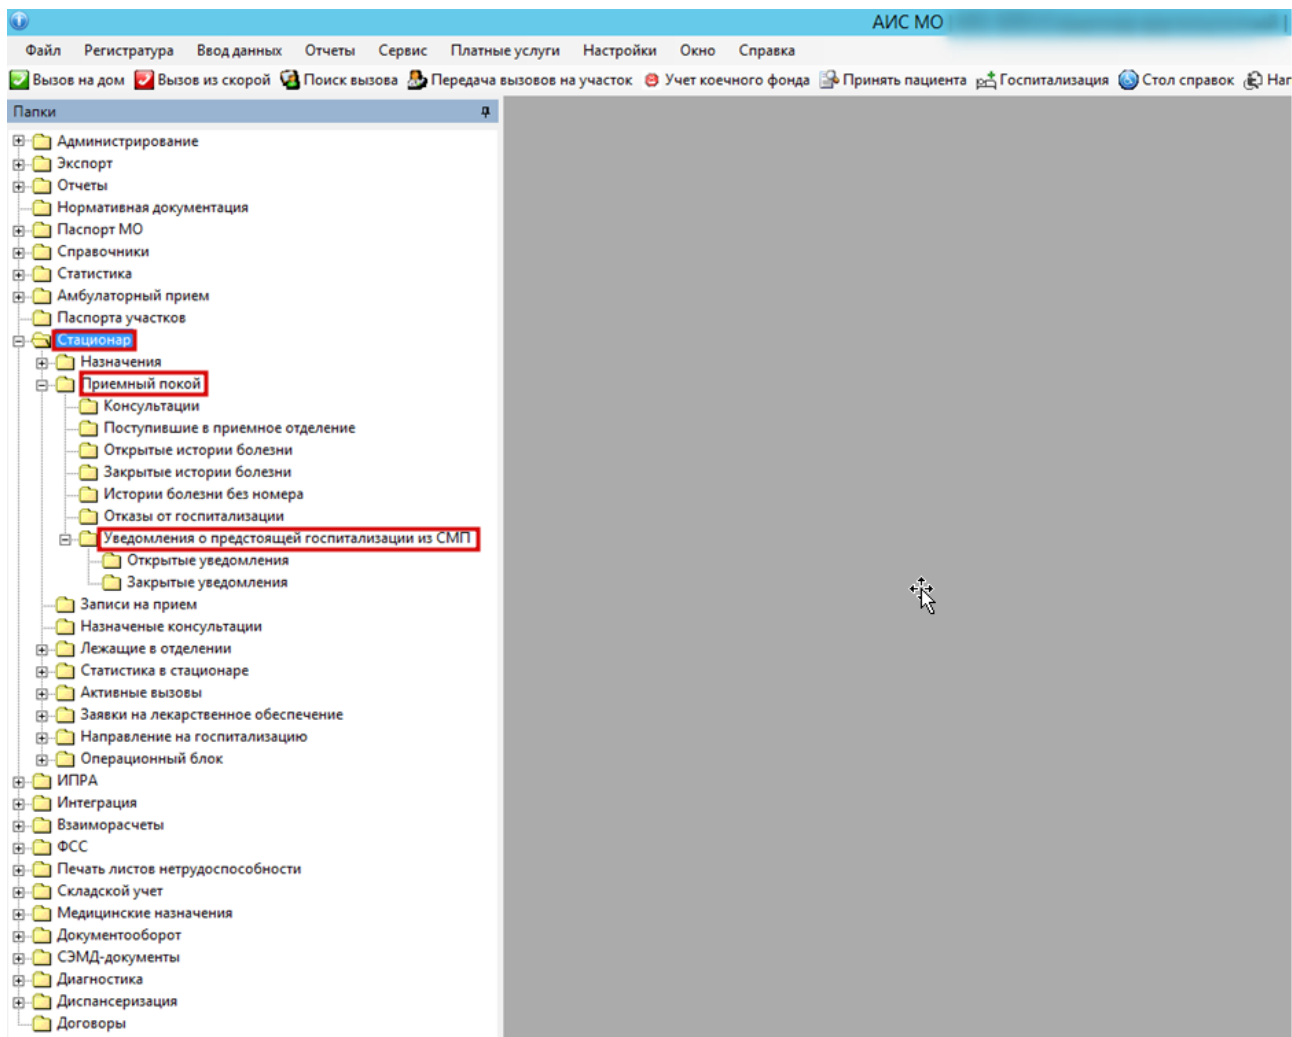 АИС МО
Файл Регистратура Ввод данных Отчеты Сервис Платные услуги Настройки Окно Справка
Вызов на дом Вызов из скорой Поиск вызова Передача вызовов на участок Учет коечного фонда Принять пациента Госпитализация Стол справок Наг
Папки
Администрирование
Экспорт
Отчеты
Нормативная документация
Паспорт МО
Справочники
Статистика
Амбулаторный прием
Паспорта участков
Стационар
Назначения
Приемный покой
Консультации
Поступившие в приемное отделение
Открытые истории болезни
Закрытые истории болезни
Истории болезни без номера
Отказы от госпитализации
Уведомления о предстоящей госпитализации из СМП
Открытые уведомления
Закрытые уведомления
Записи на прием
Назначеные консультации
Лежащие в отделении
Статистика в стационаре
Активные вызовы
Заявки на лекарственное обеспечение
Направление на госпитализацию
Операционный блок
ИПРА
Интеграция
Взаиморасчеты
ФСС
Печать листов нетрудоспособности
Складской учет
Медицинские назначения
Документооборот
СЭМД-документы
Диагностика
Диспансеризация
Договоры